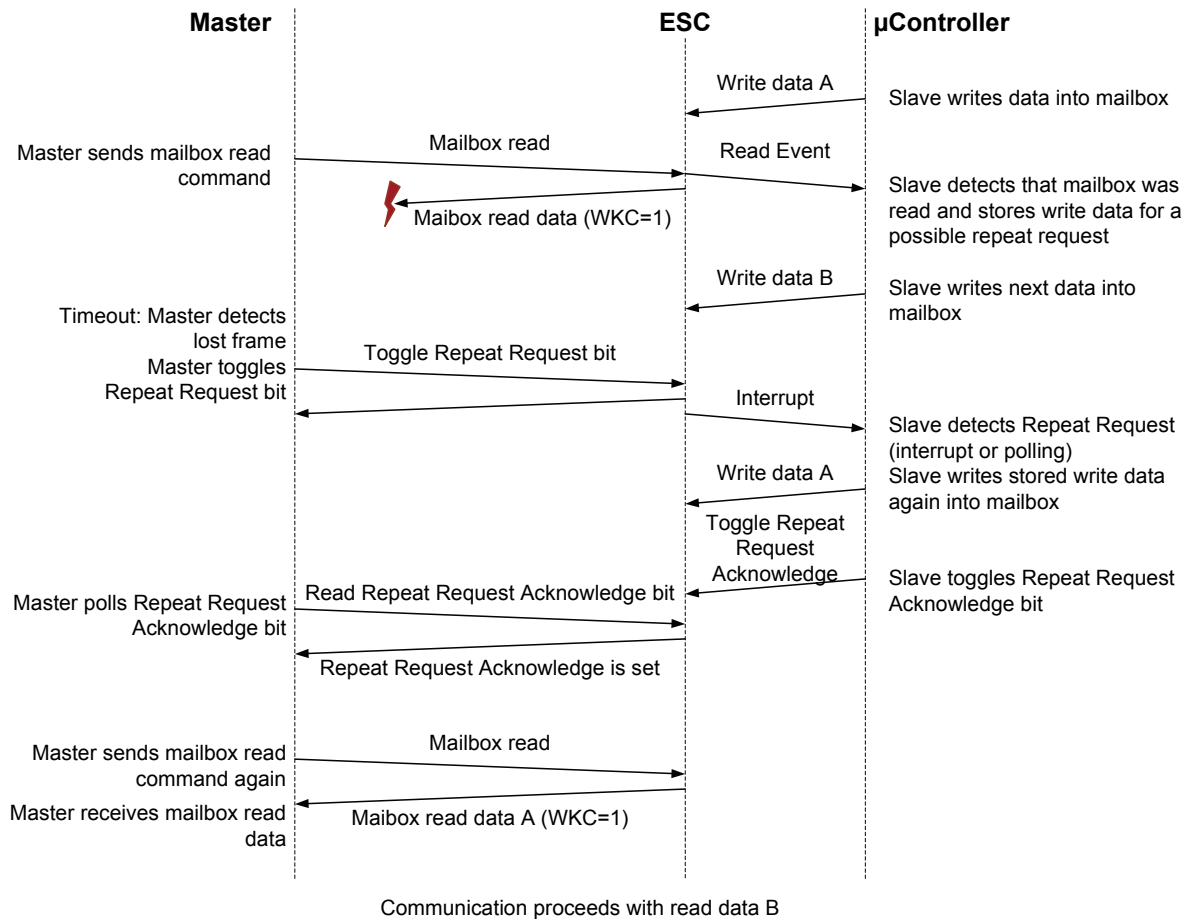 Master
ESC
µController
Write data A
Slave writes data into mailbox
Mailbox read
Master sends mailbox read
command
Read Event
Slave detects that mailbox was
read and stores write data for a
possible repeat request
Maibox read data (WKC=1)
Write data B
Slave writes next data into
mailbox
Timeout: Master detects
lost frame
Master toggles
Repeat Request bit
Toggle Repeat Request bit
Interrupt
Slave detects Repeat Request
(interrupt or polling)
Write data A
Slave writes stored write data
again into mailbox
Toggle Repeat
Request
Acknowledge
Slave toggles Repeat Request
Acknowledge bit
Read Repeat Request Acknowledge bit
Master polls Repeat Request
Acknowledge bit
Repeat Request Acknowledge is set
Mailbox read
Master sends mailbox read
command again
Master receives mailbox read
data
Maibox read data A (WKC=1)
Communication proceeds with read data B